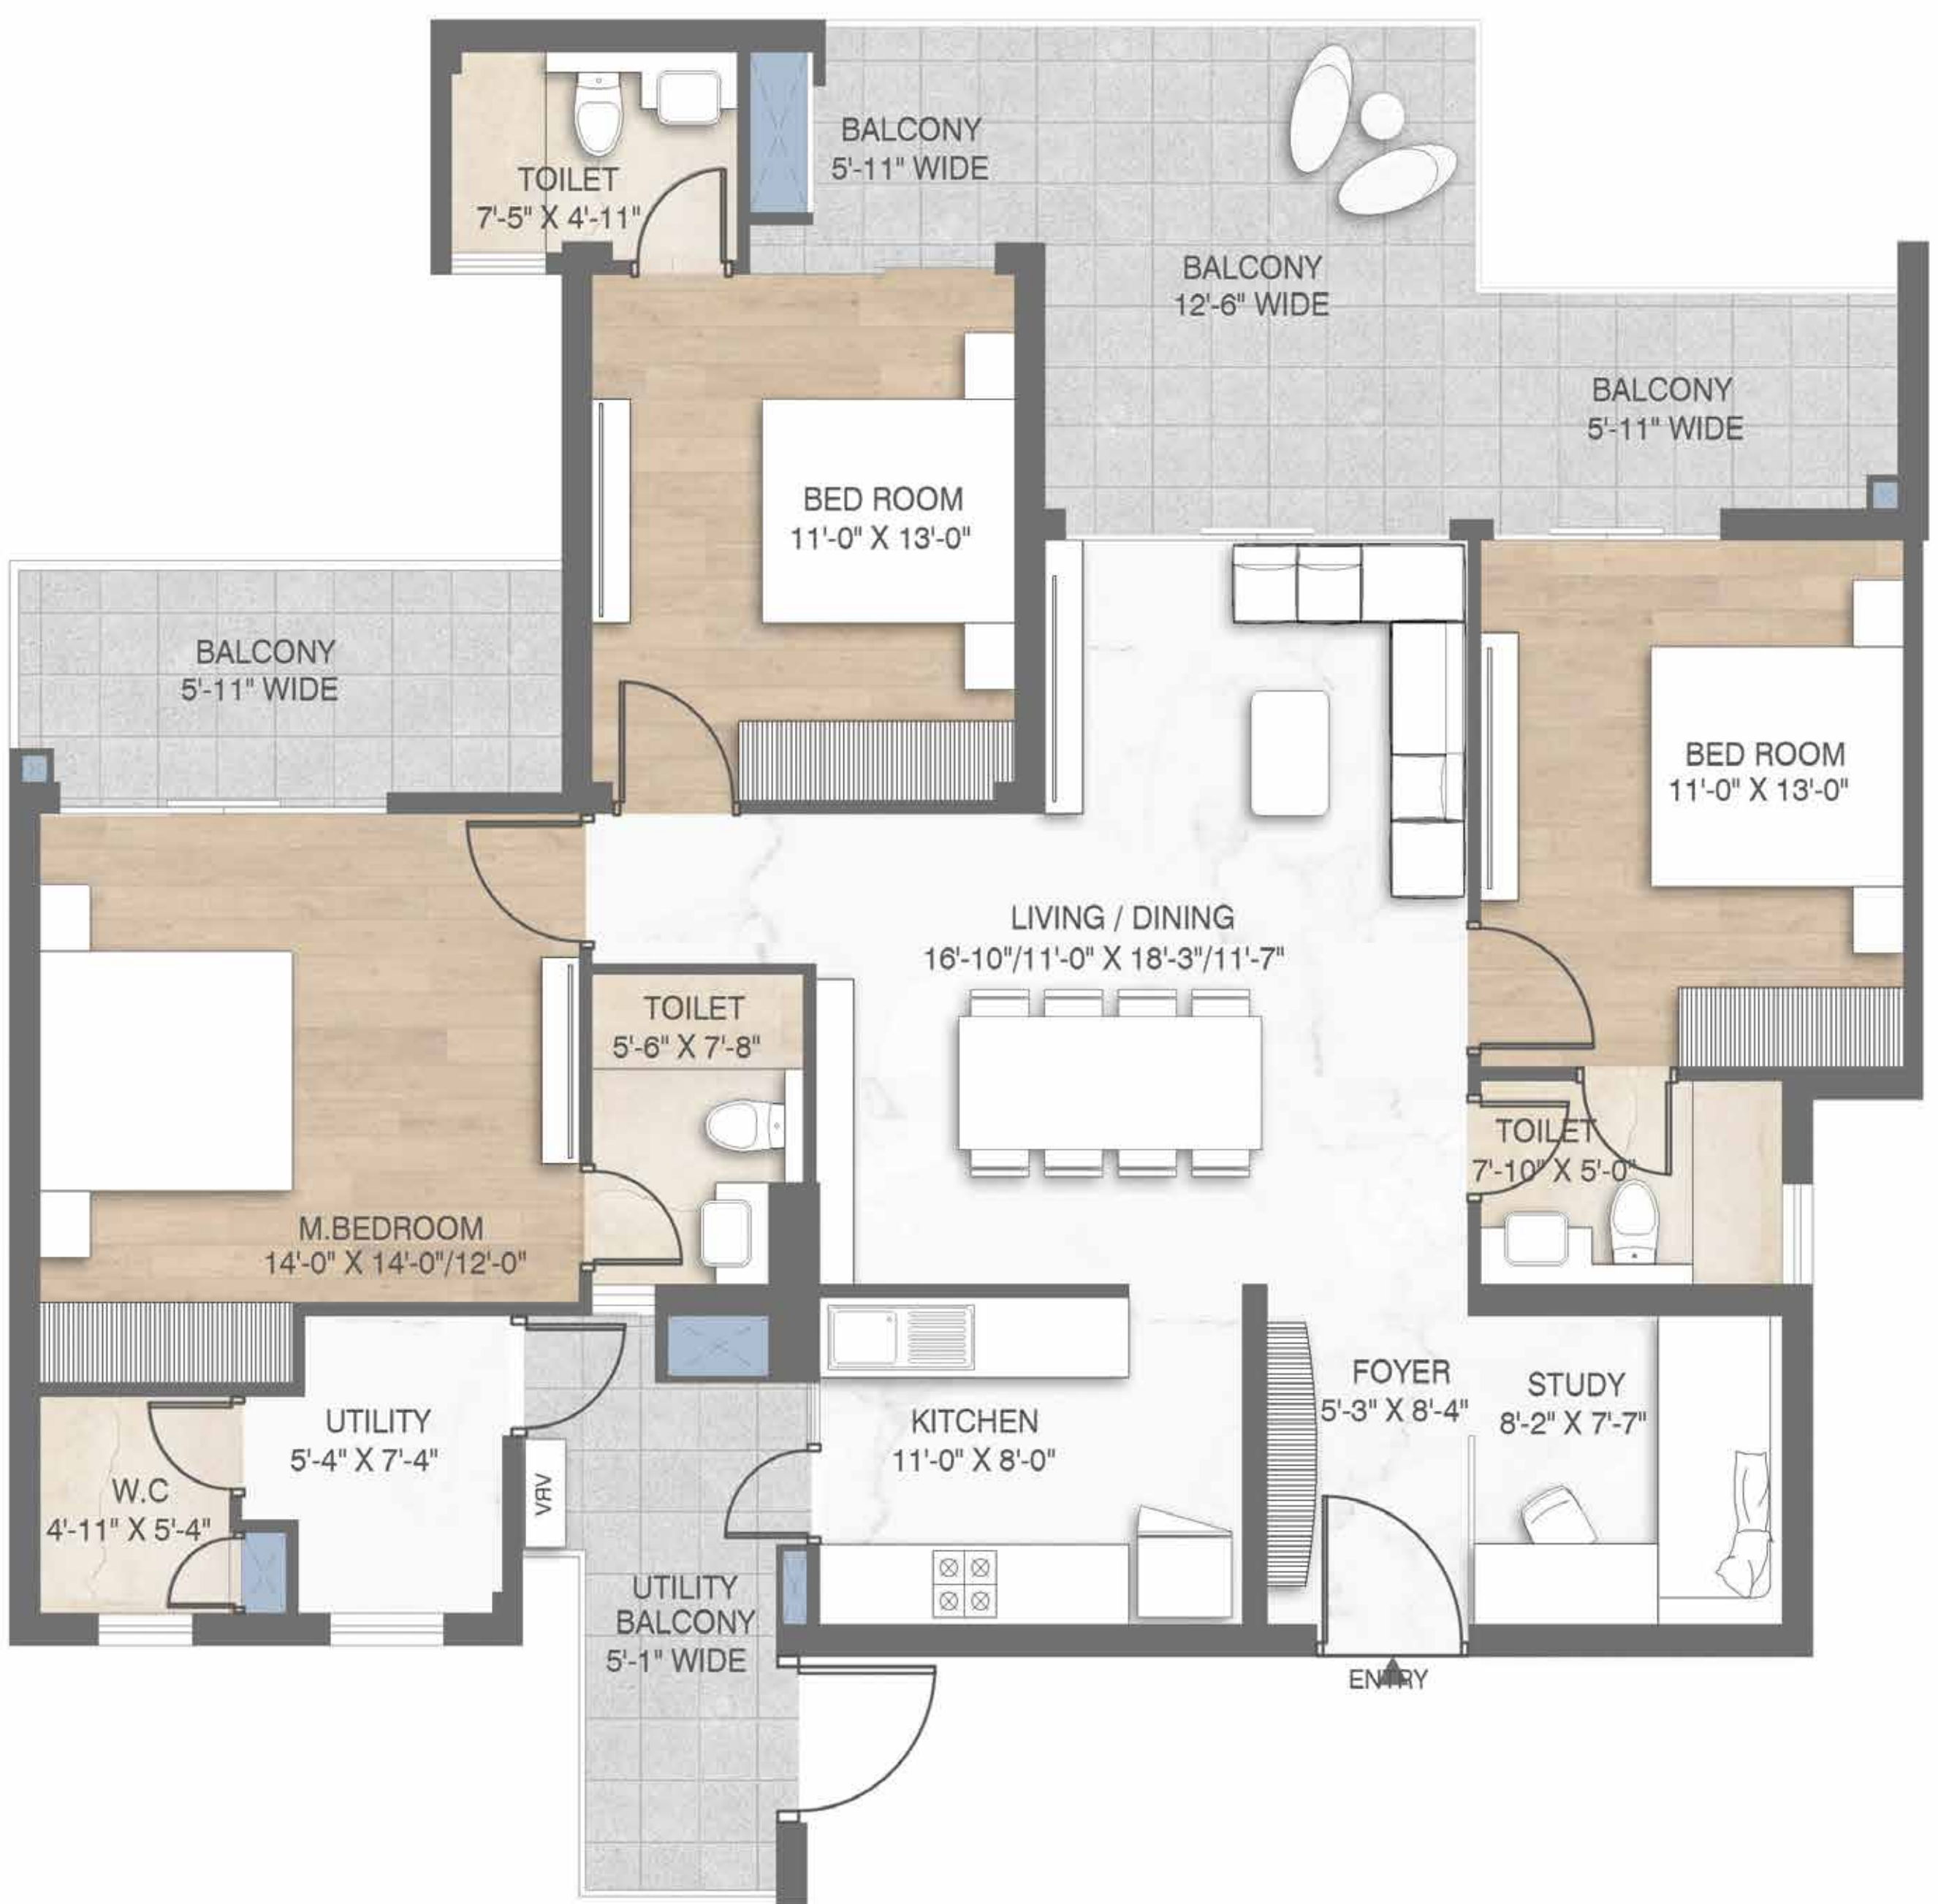 TOILET
7'-5" X 4'-11"
BALCONY
5'-11" WIDE
BALCONY
12'-6" WIDE
BALCONY
5'-11" WIDE
BED ROOM
11'-0" X 13'-0"
BALCONY
5'-11" WIDE
BED ROOM
11'-0" X 13'-0"
LIVING / DINING
16'-10"/11'-0" X 18'-3"/11'-7"
TOILET
5'-6" X 7'-8"
TOILET
7'-10" X 5'-0"
M.BEDROOM
14'-0" X 14'-0"/12'-0"
UTILITY
5'-4" X 7'-4"
W.C
4'-11" X 5'-4"
VRV
KITCHEN
11'-0" X 8'-0"
FOYER
5'-3" X 8'-4"
STUDY
8'-2" X 7'-7"
UTILITY
BALCONY
5'-1" WIDE
ENTRY